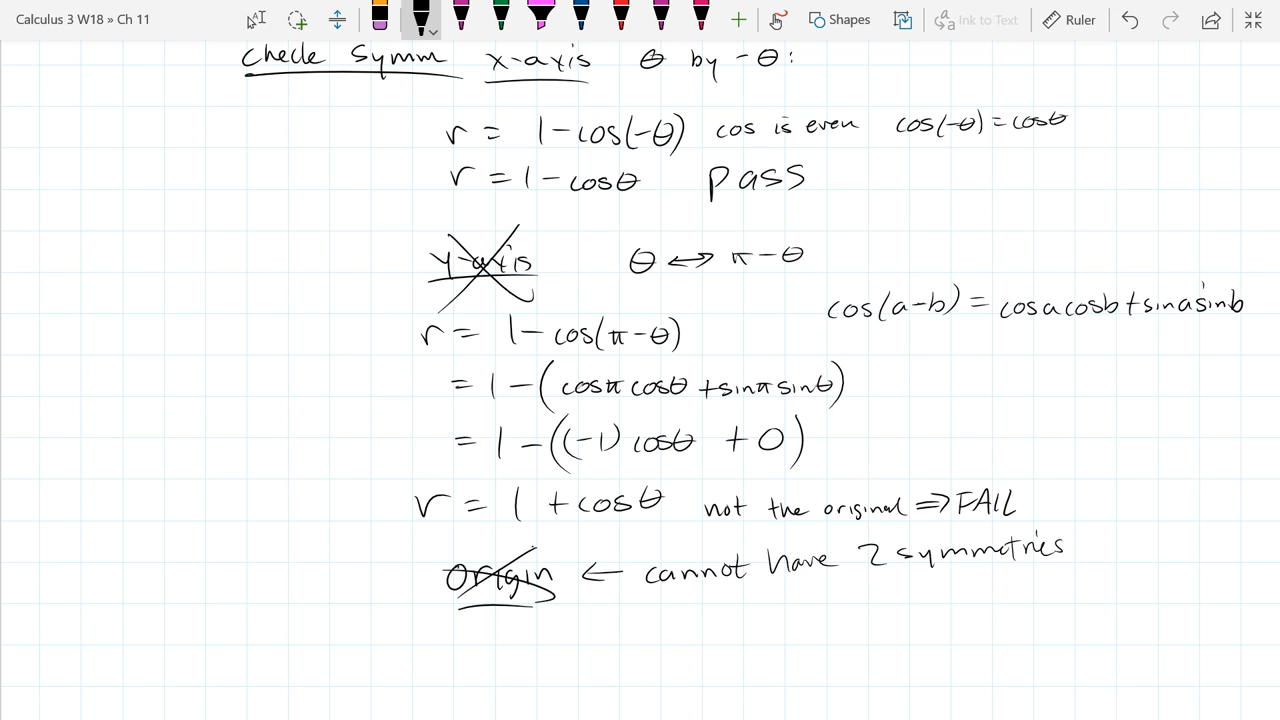 Calculus 3 W18 » Ch 11
Shapes
Ink to Text
Ruler
Check Symm x-axis θ by -θ:
r = 1-cos(-θ) cos is even cos(-θ)=cosθ
r = 1-cosθ pass
y-axis θ ↔ π-θ
cos(a-b) = cosacosb+sinasinb
r = 1-cos(π-θ)
= 1-(cosπ cosθ +sinπ sinθ)
= 1-((-1) cosθ +0)
r = 1+cosθ not the original ⇒ FAIL
origin ← cannot have 2 symmetries